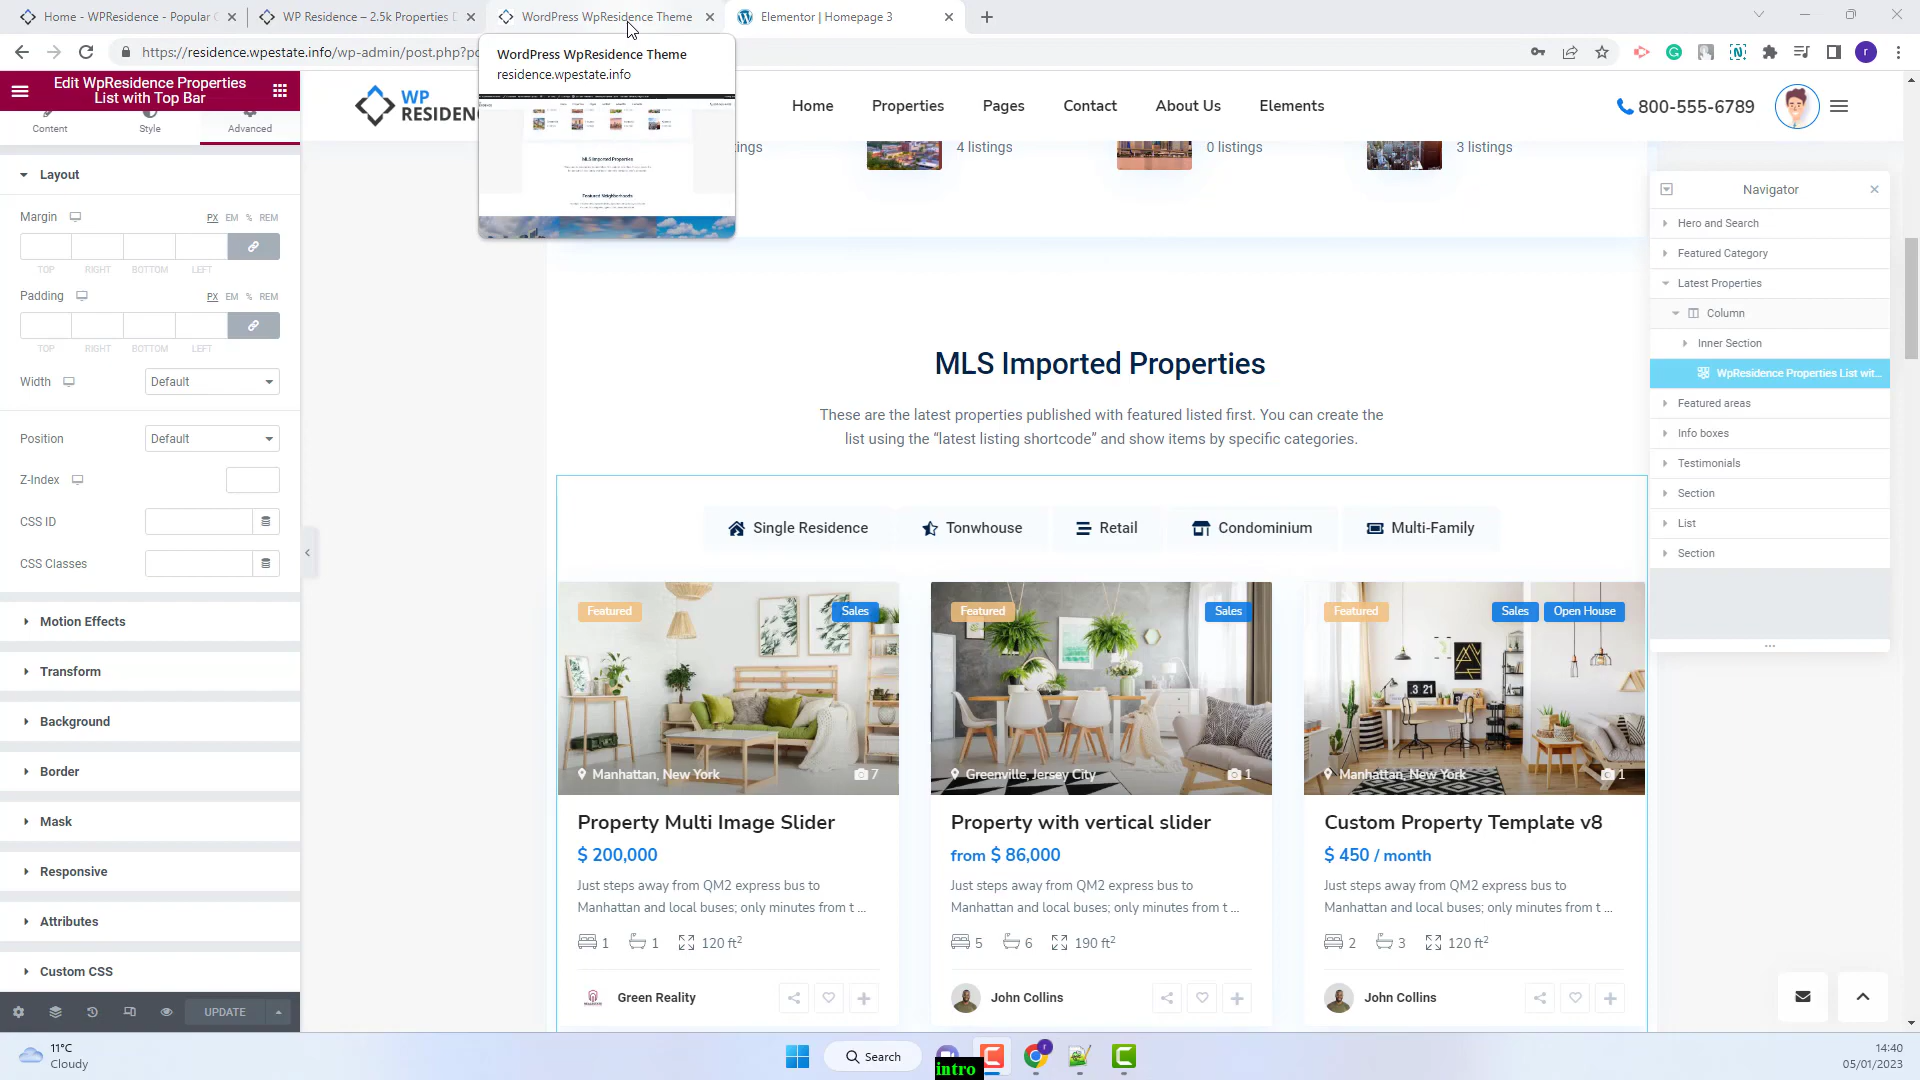 Home - WPResidence - Popular
WP Residence – 2.5k Properties
WordPress WpResidence Theme
Elementor | Homepage 3
https://residence.wpestate.info/wp-admin/post.php?p
WordPress WpResidence Theme
residence.wpestate.info
MLS Imported Properties
Featured Neighborhoods
Edit WpResidence Properties
List with Top Bar
Content
Style
Advanced
WP
RESIDEN
Home
Properties
Pages
Contact
About Us
Elements
800-555-6789
ings
4 listings
0 listings
3 listings
Layout
Margin
PX EM % REM
TOP RIGHT BOTTOM LEFT
Padding
PX EM % REM
TOP RIGHT BOTTOM LEFT
Width
Default
Position
Default
Z-Index
CSS ID
CSS Classes
Motion Effects
Transform
Background
Border
Mask
Responsive
Attributes
Custom CSS
UPDATE
MLS Imported Properties
These are the latest properties published with featured listed first. You can create the
list using the “latest listing shortcode” and show items by specific categories.
Single Residence
Tonwhouse
Retail
Condominium
Multi-Family
Featured
Sales
Manhattan, New York
7
Property Multi Image Slider
$ 200,000
Just steps away from QM2 express bus to
Manhattan and local buses; only minutes from t ...
1 1 120 ft²
Green Reality
Featured
Sales
Greenville, Jersey City
1
Property with vertical slider
from $ 86,000
Just steps away from QM2 express bus to
Manhattan and local buses; only minutes from t ...
5 6 190 ft²
John Collins
Featured
Sales
Open House
3 21
Manhattan, New York
1
Custom Property Template v8
$ 450 / month
Just steps away from QM2 express bus to
Manhattan and local buses; only minutes from t ...
2 3 120 ft²
John Collins
Navigator
Hero and Search
Featured Category
Latest Properties
Column
Inner Section
WpResidence Properties List wit...
Featured areas
Info boxes
Testimonials
Section
List
Section
11°C
Cloudy
Search
intro
14:40
05/01/2023